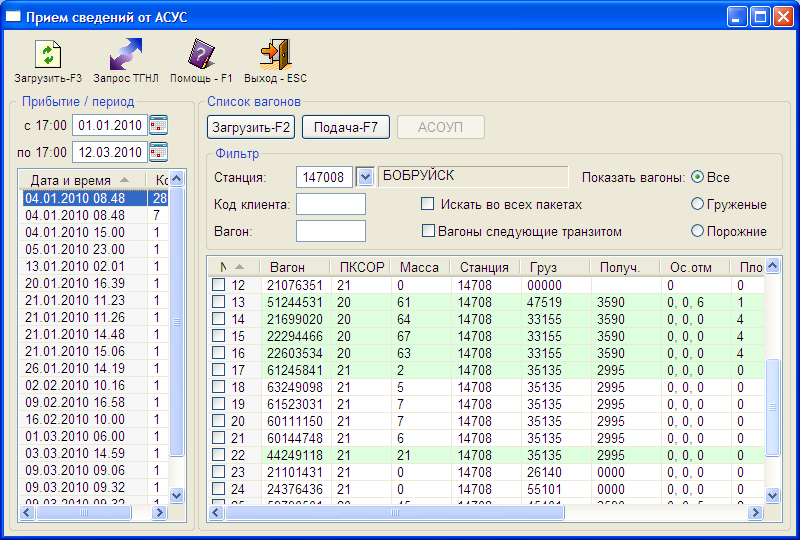 Прием сведений от АСУС
Загрузить-F3 Запрос ТГНЛ Помощь - F1 Выход - ESC
Прибытие / период
с 17:00 01.01.2010
по 17:00 12.03.2010
Дата и время Ко
04.01.2010 08.48 28
04.01.2010 08.48 7
04.01.2010 15.00 1
05.01.2010 23.00 1
13.01.2010 02.01 1
20.01.2010 16.39 1
21.01.2010 11.23 1
21.01.2010 11.26 1
21.01.2010 14.48 1
21.01.2010 15.06 1
26.01.2010 14.19 1
02.02.2010 10.16 1
09.02.2010 16.58 1
16.02.2010 10.00 1
01.03.2010 06.00 1
03.03.2010 14.59 1
09.03.2010 09.06 1
09.03.2010 09.32 1
09.03.2010 09.32 1
Список вагонов
Загрузить-F2 Подача-F7 АСОУП
Фильтр
Станция: 147008 БОБРУЙСК Показать вагоны: Все
Код клиента: Искать во всех пакетах Груженые
Вагон: Вагоны следующие транзитом Порожние
Вагон ПКСОР Масса Станция Груз Получ. Ос.отм Пло
12 21076351 21 0 14708 00000 0 0
13 51244531 20 61 14708 47519 3590 0, 0, 6 1
14 21699020 20 64 14708 33155 3590 0, 0, 0 4
15 22294466 20 67 14708 33155 3590 0, 0, 0 4
16 22603534 20 63 14708 33155 3590 0, 0, 0 4
17 61245841 21 2 14708 35135 2995 0, 0, 0 0
18 63249098 21 5 14708 35135 2995 0, 0, 0 0
19 61523031 21 7 14708 35135 2995 0, 0, 0 0
20 60111150 21 7 14708 35135 2995 0, 0, 0 0
21 60144748 21 6 14708 35135 2995 0, 0, 0 0
22 44249118 21 21 14708 35135 2995 0, 0, 0 0
23 21101431 21 0 14708 26140 0000 0, 0, 0 0
24 24376436 21 0 14708 55101 0000 0, 0, 0 0